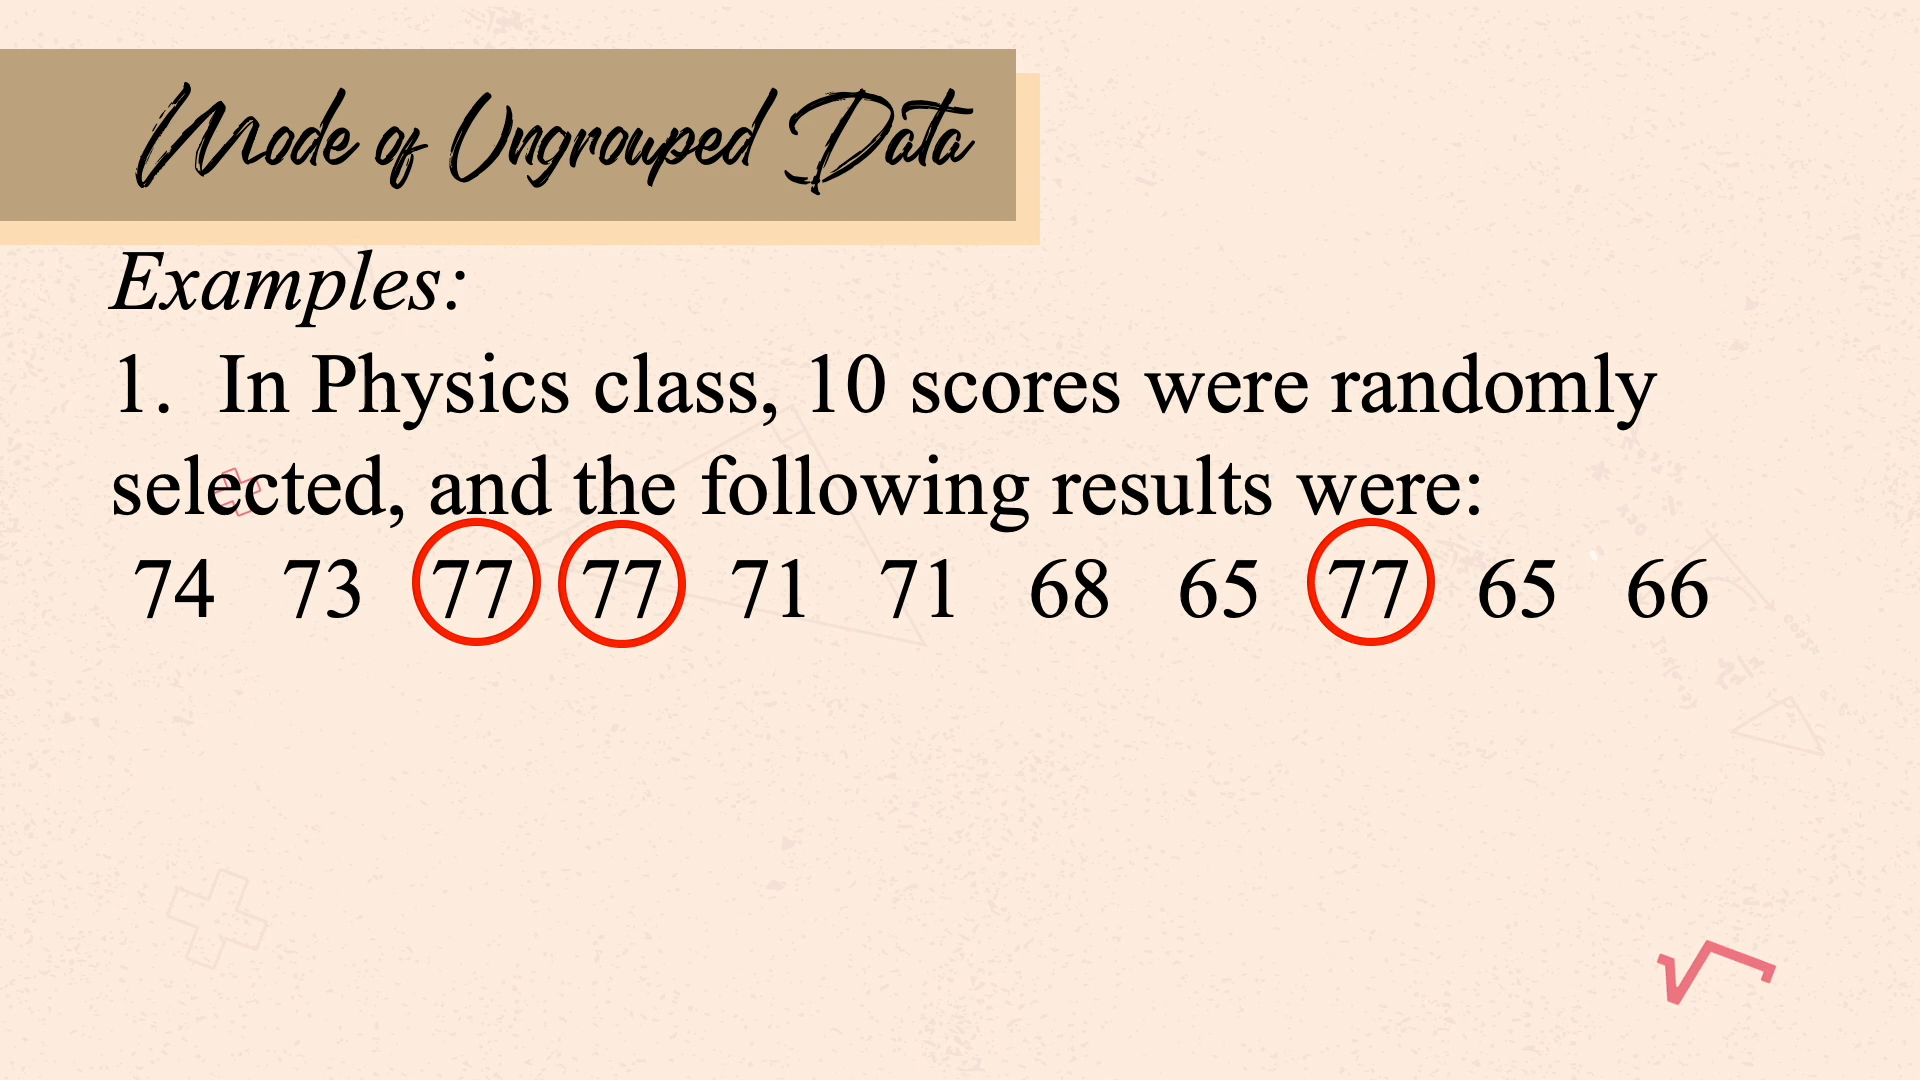 Mode of Ungrouped Data
Examples:
1. In Physics class, 10 scores were randomly
selected, and the following results were:
74 73 77 77 71 71 68 65 77 65 66